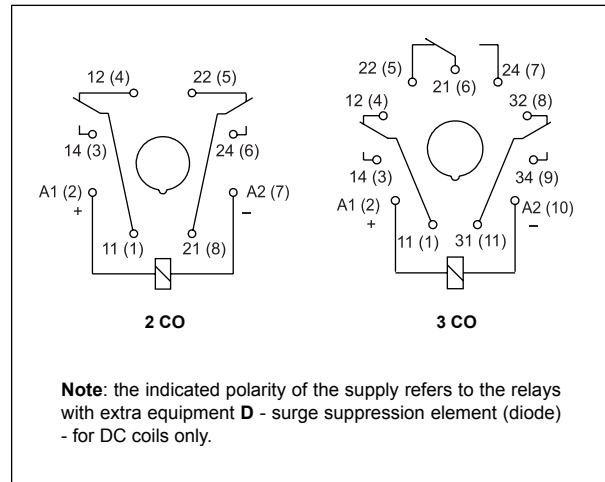 12 (4) 22 (5)
14 (3) 24 (6)
A1 (2) A2 (7)
+ –
11 (1) 21 (8)
2 CO
22 (5) 21 (6) 24 (7)
12 (4) 32 (8)
14 (3) 34 (9)
A1 (2) A2 (10)
+ –
11 (1) 31 (11)
3 CO
Note: the indicated polarity of the supply refers to the relays
with extra equipment D - surge suppression element (diode)
- for DC coils only.